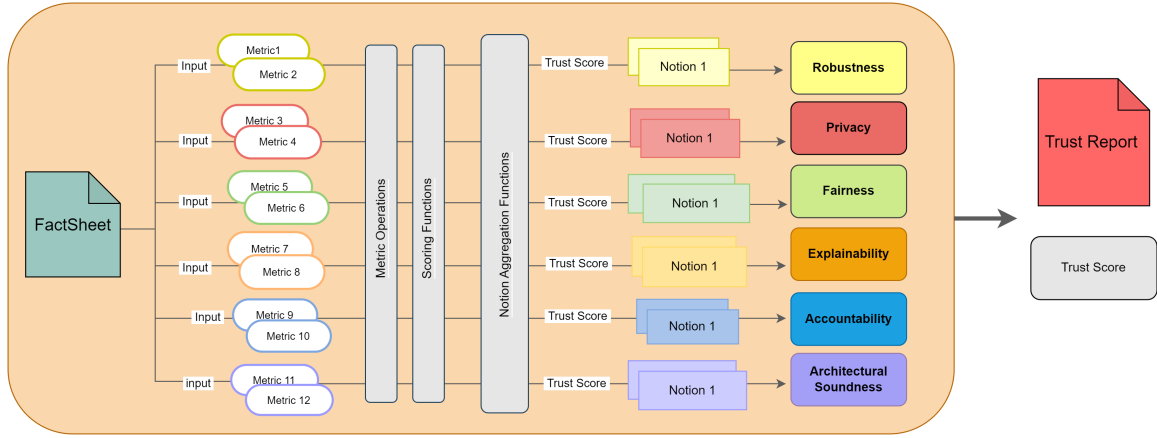 FactSheet
Input
Metric1
Metric 2
Trust Score
Notion 1
Robustness
Input
Metric 3
Metric 4
Trust Score
Notion 1
Privacy
Input
Metric 5
Metric 6
Trust Score
Notion 1
Fairness
Input
Metric 7
Metric 8
Trust Score
Notion 1
Explainability
Input
Metric 9
Metric 10
Trust Score
Notion 1
Accountability
input
Metric 11
Metric 12
Trust Score
Notion 1
Architectural
Soundness
Metric Operations
Scoring Functions
Notion Aggregation Functions
Trust Report
Trust Score